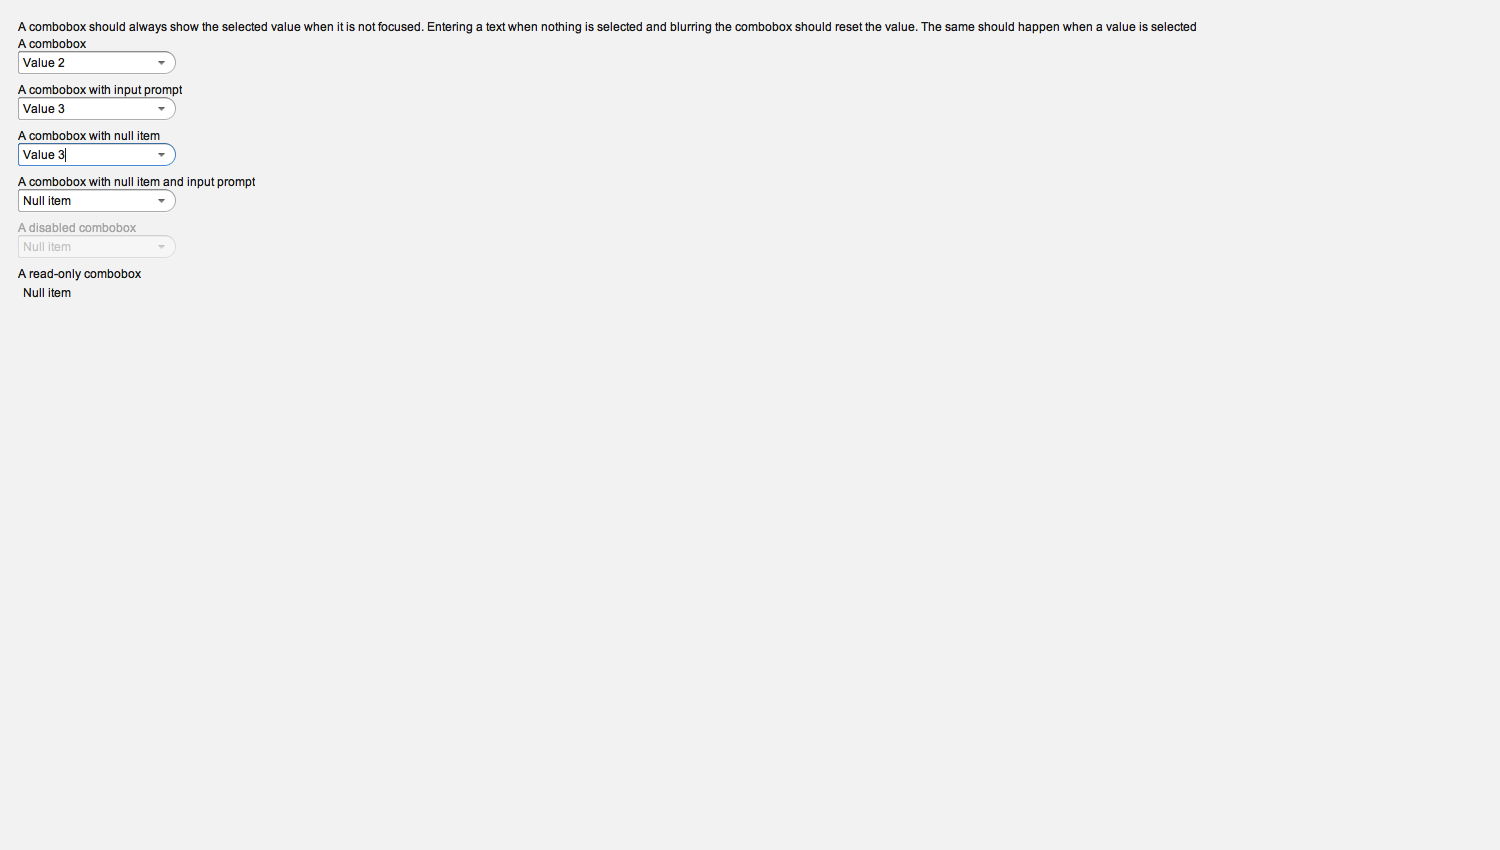 A combobox should always show the selected value when it is not focused. Entering a text when nothing is selected and blurring the combobox should reset the value. The same should happen when a value is selected
A combobox
Value 2
A combobox with input prompt
Value 3
A combobox with null item
Value 3
A combobox with null item and input prompt
Null item
A disabled combobox
Null item
A read-only combobox
Null item